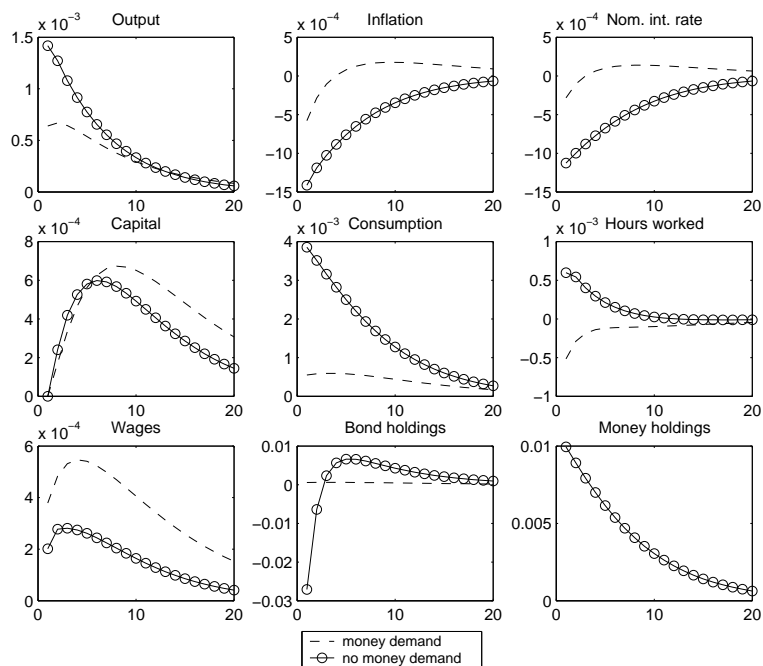 Output
x 10^-3
1.5
1
0.5
0
0 10 20
Inflation
x 10^-4
5
0
−5
−10
−15
0 10 20
Nom. int. rate
x 10^-4
5
0
−5
−10
−15
0 10 20
Capital
x 10^-4
8
6
4
2
0
0 10 20
Consumption
x 10^-3
4
3
2
1
0
0 10 20
Hours worked
x 10^-3
1
0.5
0
−0.5
−1
0 10 20
Wages
x 10^-4
6
4
2
0
0 10 20
Bond holdings
0.01
0
−0.01
−0.02
−0.03
0 10 20
Money holdings
0.01
0.005
0
0 10 20
money demand
no money demand